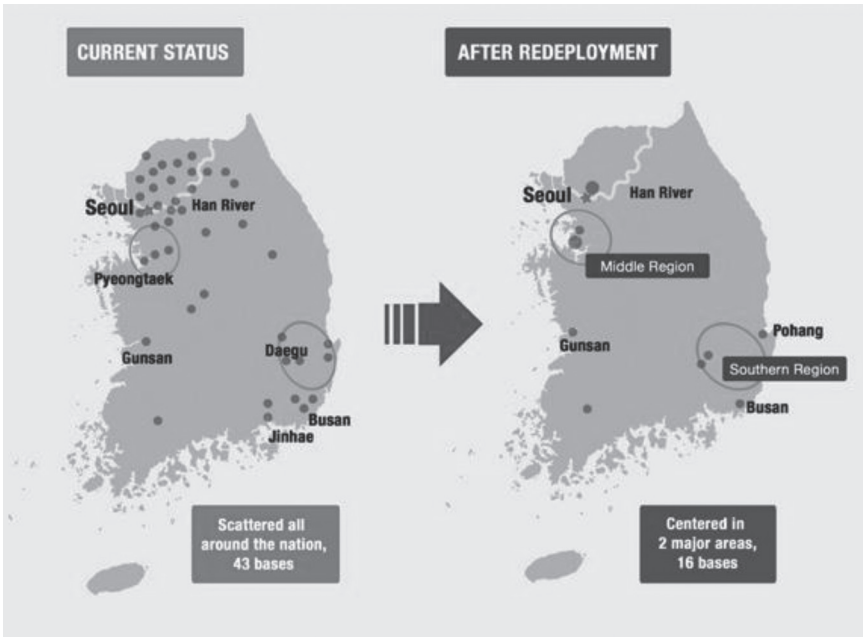 CURRENT STATUS
Seoul
Han River
Pyeongtaek
Gunsan
Daegu
Busan
Jinhae
Scattered all
around the nation,
43 bases
AFTER REDEPLOYMENT
Seoul
Han River
Middle Region
Gunsan
Pohang
Southern Region
Busan
Centered in
2 major areas,
16 bases